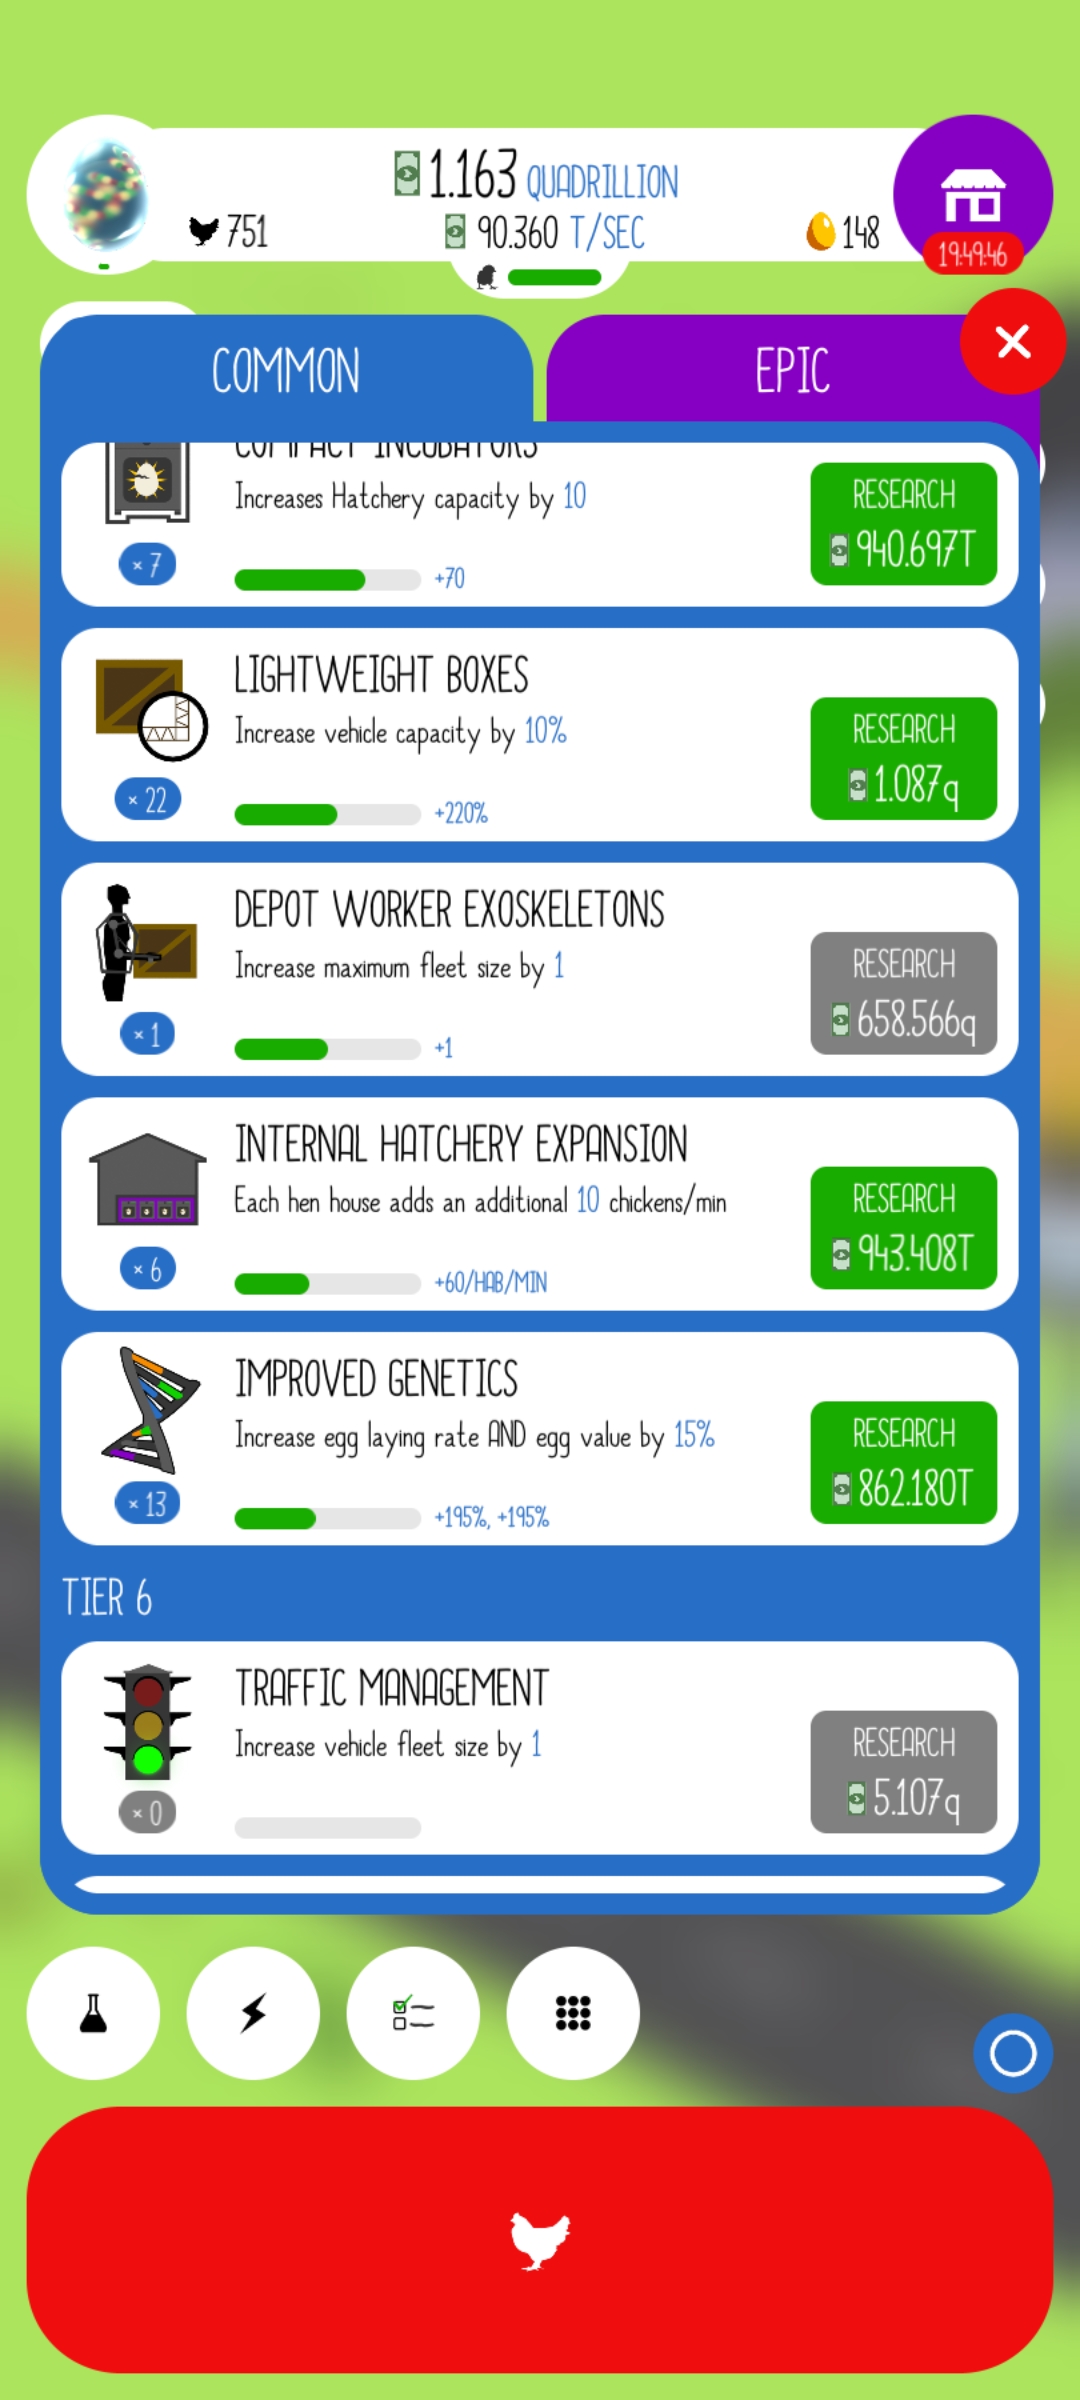 1.163 QUADRILLION
751
90.360 T/SEC
148
19:49:46
COMMON
EPIC
COMPACT INCUBATORS
Increases Hatchery capacity by 10
RESEARCH
940.697T
× 7
+70
LIGHTWEIGHT BOXES
Increase vehicle capacity by 10%
RESEARCH
1.087q
× 22
+220%
DEPOT WORKER EXOSKELETONS
Increase maximum fleet size by 1
RESEARCH
658.566q
× 1
+1
INTERNAL HATCHERY EXPANSION
Each hen house adds an additional 10 chickens/min
RESEARCH
943.408T
× 6
+60/HAB/MIN
IMPROVED GENETICS
Increase egg laying rate AND egg value by 15%
RESEARCH
862.180T
× 13
+195%, +195%
TIER 6
TRAFFIC MANAGEMENT
Increase vehicle fleet size by 1
RESEARCH
5.107q
× 0